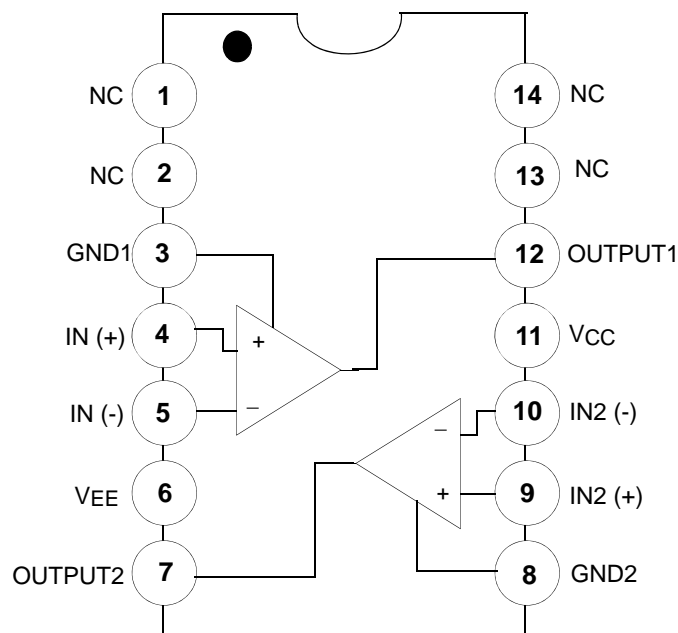 NC 1 14 NC
NC 2 13 NC
GND1 3 12 OUTPUT1
IN (+) 4 + 11 VCC
IN (-) 5 − 10 IN2 (-)
−
VEE 6 + 9 IN2 (+)
OUTPUT2 7 8 GND2